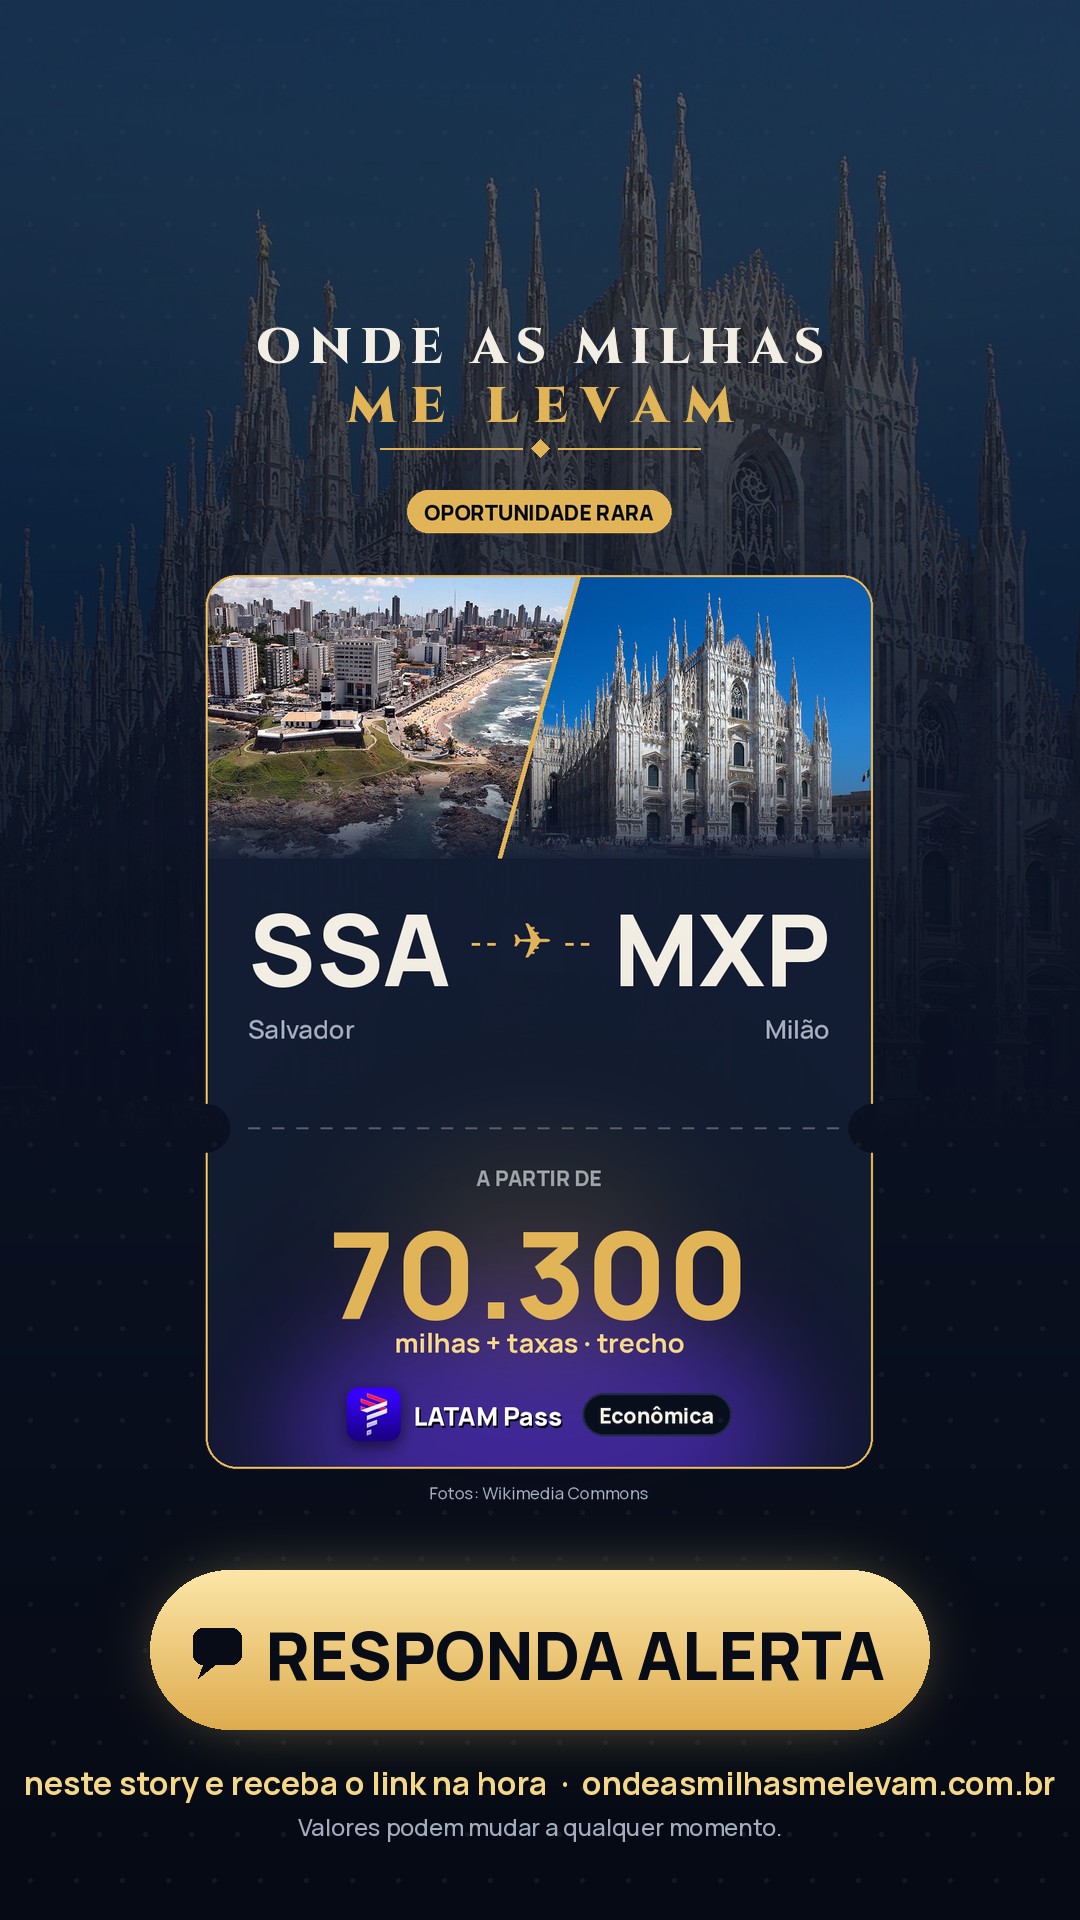 ONDE AS MILHAS
ME LEVAM
OPORTUNIDADE RARA
SSA -- ✈ -- MXP
Salvador Milão
A PARTIR DE
70.300
milhas + taxas · trecho
LATAM Pass Econômica
Fotos: Wikimedia Commons
RESPONDA ALERTA
neste story e receba o link na hora · ondeasmilhasmelevam.com.br
Valores podem mudar a qualquer momento.